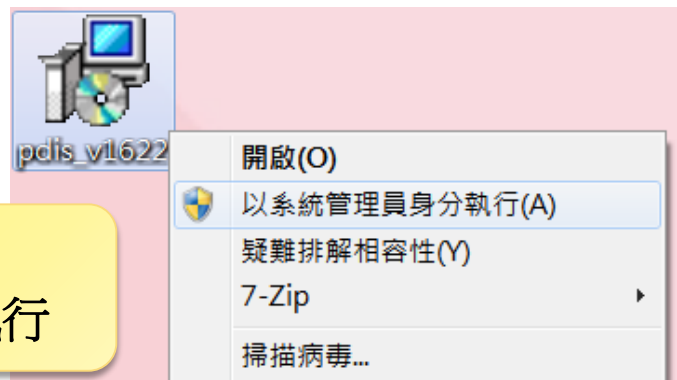 pdis_v1622
開啟(O)
以系統管理員身分執行(A)
疑難排解相容性(Y)
7-Zip
掃描病毒...
行